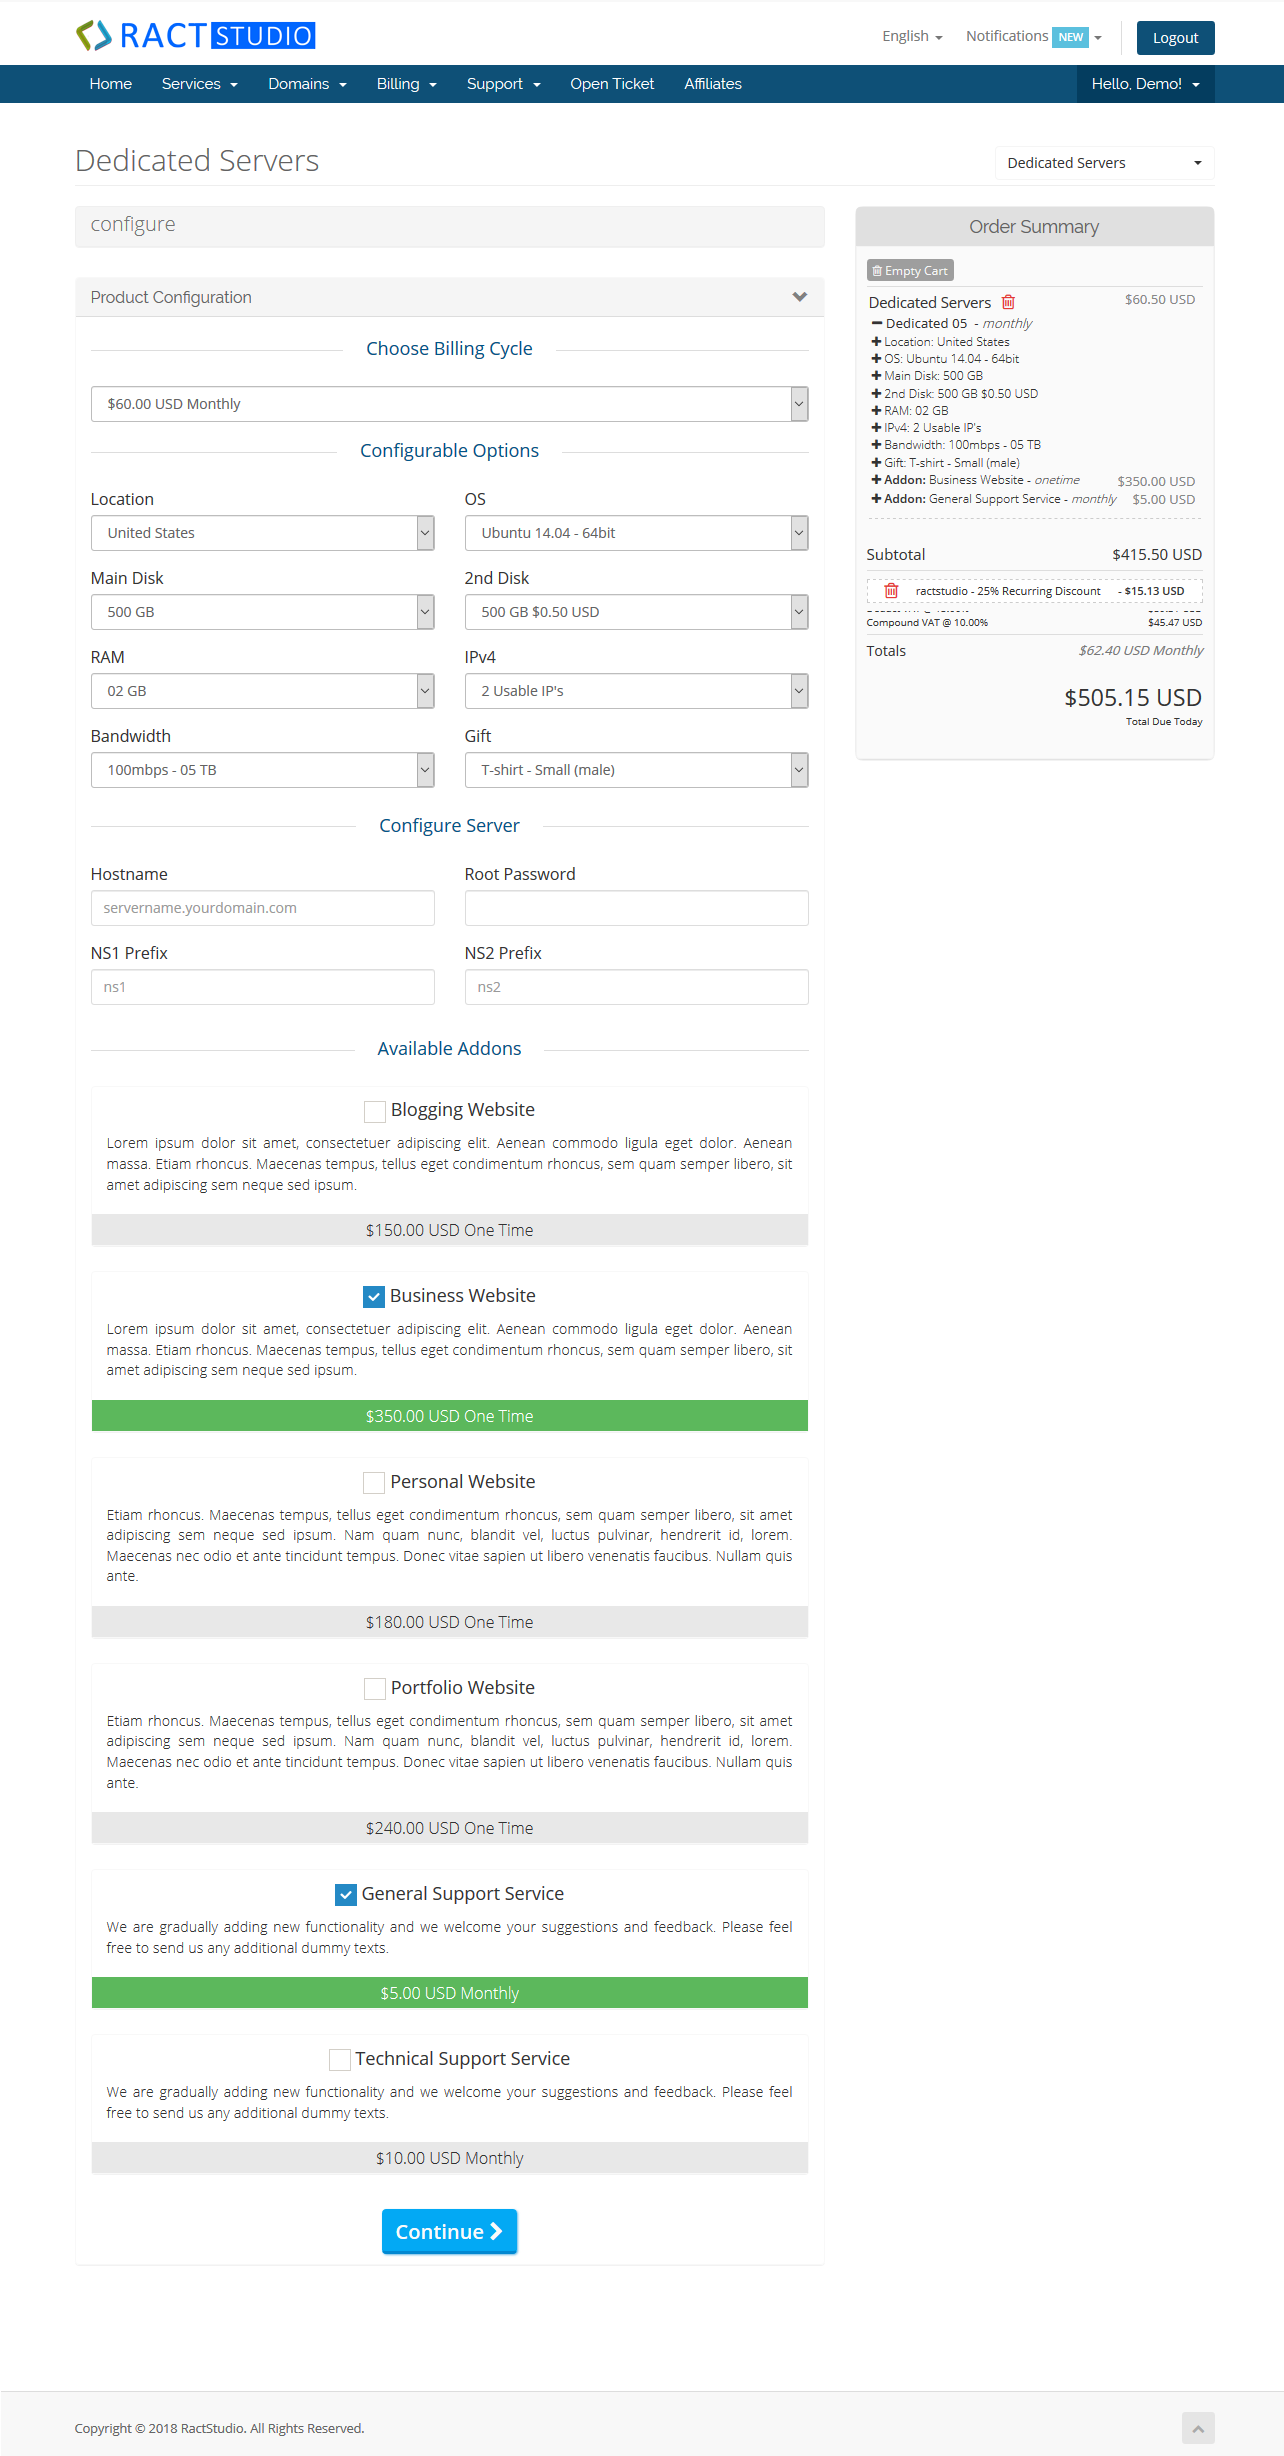 RACT STUDIO
English
Notifications NEW
Logout
Home
Services
Domains
Billing
Support
Open Ticket
Affiliates
Hello, Demo!
Dedicated Servers
Dedicated Servers
configure
Product Configuration
Choose Billing Cycle
$60.00 USD Monthly
Configurable Options
Location
OS
United States
Ubuntu 14.04 - 64bit
Main Disk
2nd Disk
500 GB
500 GB $0.50 USD
RAM
IPv4
02 GB
2 Usable IP's
Bandwidth
Gift
100mbps - 05 TB
T-shirt - Small (male)
Configure Server
Hostname
Root Password
servername.yourdomain.com
NS1 Prefix
NS2 Prefix
ns1
ns2
Available Addons
Blogging Website
Lorem ipsum dolor sit amet, consectetuer adipiscing elit. Aenean commodo ligula eget dolor. Aenean
massa. Etiam rhoncus. Maecenas tempus, tellus eget condimentum rhoncus, sem quam semper libero, sit
amet adipiscing sem neque sed ipsum.
$150.00 USD One Time
Business Website
Lorem ipsum dolor sit amet, consectetuer adipiscing elit. Aenean commodo ligula eget dolor. Aenean
massa. Etiam rhoncus. Maecenas tempus, tellus eget condimentum rhoncus, sem quam semper libero, sit
amet adipiscing sem neque sed ipsum.
$350.00 USD One Time
Personal Website
Etiam rhoncus. Maecenas tempus, tellus eget condimentum rhoncus, sem quam semper libero, sit amet
adipiscing sem neque sed ipsum. Nam quam nunc, blandit vel, luctus pulvinar, hendrerit id, lorem.
Maecenas nec odio et ante tincidunt tempus. Donec vitae sapien ut libero venenatis faucibus. Nullam quis
ante.
$180.00 USD One Time
Portfolio Website
Etiam rhoncus. Maecenas tempus, tellus eget condimentum rhoncus, sem quam semper libero, sit amet
adipiscing sem neque sed ipsum. Nam quam nunc, blandit vel, luctus pulvinar, hendrerit id, lorem.
Maecenas nec odio et ante tincidunt tempus. Donec vitae sapien ut libero venenatis faucibus. Nullam quis
ante.
$240.00 USD One Time
General Support Service
We are gradually adding new functionality and we welcome your suggestions and feedback. Please feel
free to send us any additional dummy texts.
$5.00 USD Monthly
Technical Support Service
We are gradually adding new functionality and we welcome your suggestions and feedback. Please feel
free to send us any additional dummy texts.
$10.00 USD Monthly
Continue
Order Summary
Empty Cart
Dedicated Servers $60.50 USD
Dedicated 05 - monthly
Location: United States
OS: Ubuntu 14.04 - 64bit
Main Disk: 500 GB
2nd Disk: 500 GB $0.50 USD
RAM: 02 GB
IPv4: 2 Usable IP's
Bandwidth: 100mbps - 05 TB
Gift: T-shirt - Small (male)
Addon: Business Website - onetime $350.00 USD
Addon: General Support Service - monthly $5.00 USD
Subtotal $415.50 USD
ractstudio - 25% Recurring Discount - $15.13 USD
Compound VAT @ 10.00% $45.47 USD
Totals $62.40 USD Monthly
$505.15 USD
Total Due Today
Copyright © 2018 RactStudio. All Rights Reserved.